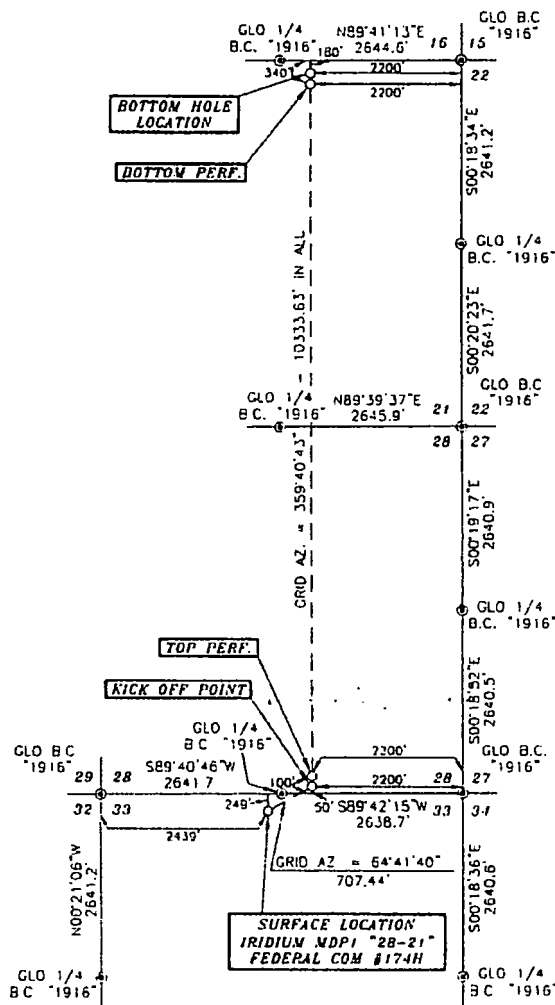 GLO B.C
"1916"
N89°41'13"E
2644.6'
GLO 1/4
B.C. "1916"
180'
16 15
340'
2200'
22
2200'
BOTTOM HOLE
LOCATION
BOTTOM PERF.
S00°18'34"E
2641.2'
GLO 1/4
B.C. "1916"
GRID AZ. = 359°40'43" - 10333.63' IN ALL
S00°20'23"E
2641.7'
GLO 1/4
B C. "1916"
N89°39'37"E
2645.9'
GLO B.C
"1916"
21 22
28 27
S00°19'17"E
2640.9'
GLO 1/4
B.C. "1916"
TOP PERF.
KICK OFF POINT
S00°18'52"E
2640.5'
GLO 1/4
B C "1916"
2200'
GLO B C
"1916"
S89°40'46"W
2641.7
GLO B.C.
"1916"
29 28
100'
2200'
28 27
32 33
249'
50'
S89°42'15"W
2638.7'
33 34
2439'
GRID AZ = 64°41'40"
707.44'
N00°21'06"W
2641.2'
S00°18'36"E
2640.6'
SURFACE LOCATION
IRIDIUM MDP1 "28-21"
FEDERAL COM #174H
GLO 1/4
B C "1916"
GLO 1/4
B.C. "1916"